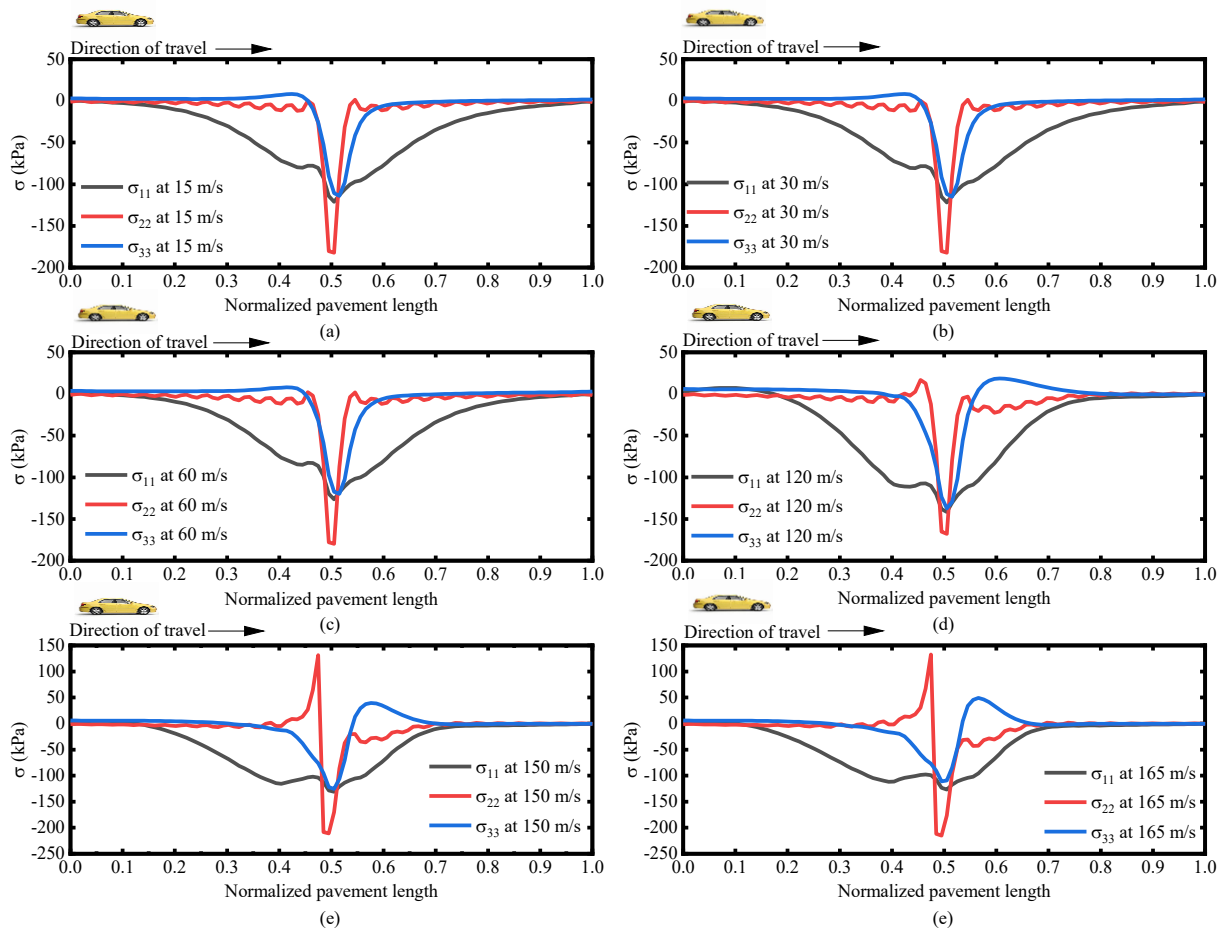 Direction of travel
50
0
-50
-100
-150
-200
σ (kPa)
σ11 at 15 m/s
σ22 at 15 m/s
σ33 at 15 m/s
0.0 0.1 0.2 0.3 0.4 0.5 0.6 0.7 0.8 0.9 1.0
Normalized pavement length
(a)
Direction of travel
50
0
-50
-100
-150
-200
σ (kPa)
σ11 at 30 m/s
σ22 at 30 m/s
σ33 at 30 m/s
0.0 0.1 0.2 0.3 0.4 0.5 0.6 0.7 0.8 0.9 1.0
Normalized pavement length
(b)
Direction of travel
50
0
-50
-100
-150
-200
σ (kPa)
σ11 at 60 m/s
σ22 at 60 m/s
σ33 at 60 m/s
0.0 0.1 0.2 0.3 0.4 0.5 0.6 0.7 0.8 0.9 1.0
Normalized pavement length
(c)
Direction of travel
50
0
-50
-100
-150
-200
σ (kPa)
σ11 at 120 m/s
σ22 at 120 m/s
σ33 at 120 m/s
0.0 0.1 0.2 0.3 0.4 0.5 0.6 0.7 0.8 0.9 1.0
Normalized pavement length
(d)
Direction of travel
150
100
50
0
-50
-100
-150
-200
-250
σ (kPa)
σ11 at 150 m/s
σ22 at 150 m/s
σ33 at 150 m/s
0.0 0.1 0.2 0.3 0.4 0.5 0.6 0.7 0.8 0.9 1.0
Normalized pavement length
(e)
Direction of travel
150
100
50
0
-50
-100
-150
-200
-250
σ (kPa)
σ11 at 165 m/s
σ22 at 165 m/s
σ33 at 165 m/s
0.0 0.1 0.2 0.3 0.4 0.5 0.6 0.7 0.8 0.9 1.0
Normalized pavement length
(e)